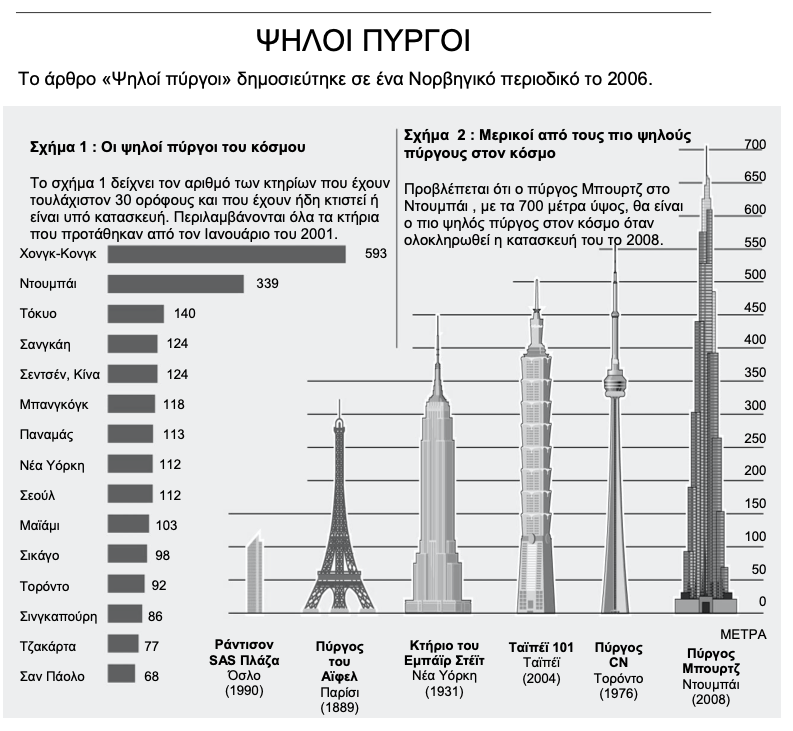 ΨΗΛΟΙ ΠΥΡΓΟΙ
Το άρθρο «Ψηλοί πύργοι» δημοσιεύτηκε σε ένα Νορβηγικό περιοδικό το 2006.
Σχήμα 1 : Οι ψηλοί πύργοι του κόσμου
Το σχήμα 1 δείχνει τον αριθμό των κτηρίων που έχουν
τουλάχιστον 30 ορόφους και που έχουν ήδη κτιστεί ή
είναι υπό κατασκευή. Περιλαμβάνονται όλα τα κτήρια
που προτάθηκαν από τον Ιανουάριο του 2001.
Χονγκ-Κονγκ 593
Ντουμπάι 339
Τόκυο 140
Σανγκάη 124
Σεντσέν, Κίνα 124
Μπανγκόγκ 118
Παναμάς 113
Νέα Υόρκη 112
Σεούλ 112
Μαϊάμι 103
Σικάγο 98
Τορόντο 92
Σινγκαπούρη 86
Τζακάρτα 77
Σαν Πάολο 68
Σχήμα 2 : Μερικοί από τους πιο ψηλούς
πύργους στον κόσμο
Προβλέπεται ότι ο πύργος Μπουρτζ στο
Ντουμπάι , με τα 700 μέτρα ύψος, θα είναι
ο πιο ψηλός πύργος στον κόσμο όταν
ολοκληρωθεί η κατασκευή του το 2008.
700
650
600
550
500
450
400
350
300
250
200
150
100
50
0
ΜΕΤΡΑ
Ράντισον
SAS Πλάζα
Όσλο
(1990)
Πύργος
του
Αϊφελ
Παρίσι
(1889)
Κτήριο του
Εμπάϊρ Στέϊτ
Νέα Υόρκη
(1931)
Ταϊπέϊ 101
Ταϊπέϊ
(2004)
Πύργος
CN
Τορόντο
(1976)
Πύργος
Μπουρτζ
Ντουμπάι
(2008)